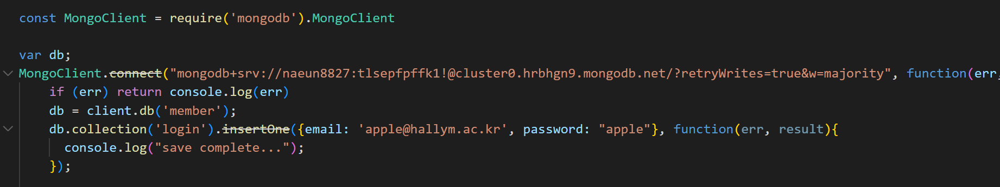 const MongoClient = require('mongodb').MongoClient
var db;
MongoClient.connect("mongodb+srv://naeun8827:tlsepfpffk1!@cluster0.hrbhgn9.mongodb.net/?retryWrites=true&w=majority", function(err,
if (err) return console.log(err)
db = client.db('member');
db.collection('login').insertOne({email: 'apple@hallym.ac.kr', password: "apple"}, function(err, result){
console.log("save complete...");
});